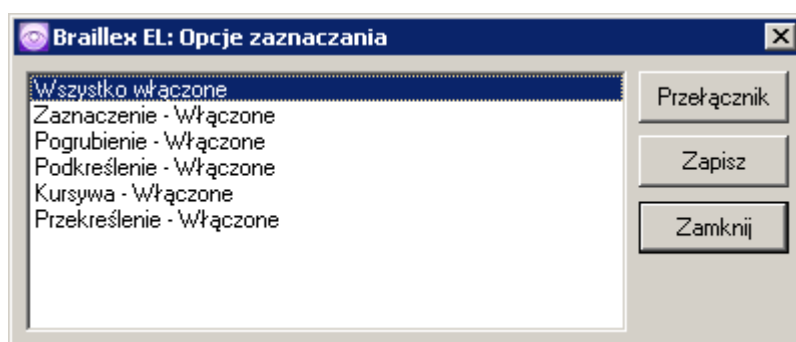 Braillex EL: Opcje zaznaczania
Wszystko włączone
Zaznaczenie - Włączone
Pogrubienie - Włączone
Podkreślenie - Włączone
Kursywa - Włączone
Przekreślenie - Włączone
Przełącznik
Zapisz
Zamknij